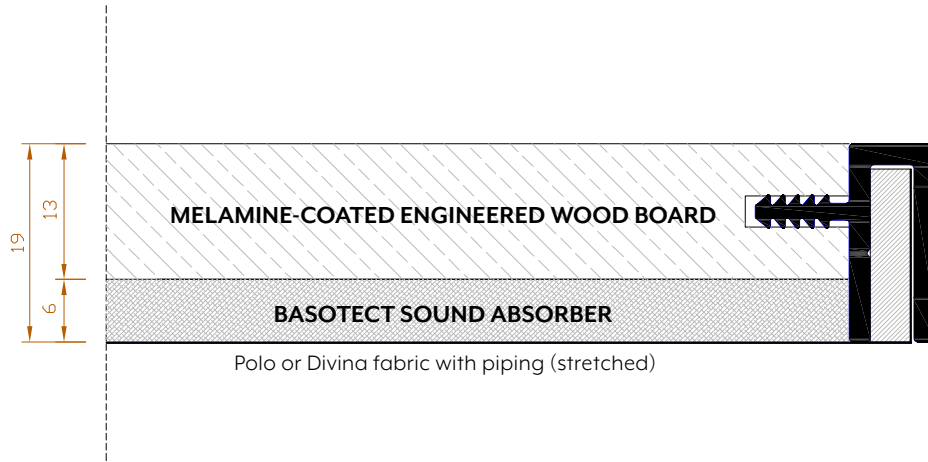 13
MELAMINE-COATED ENGINEERED WOOD BOARD
19
6
BASOTECT SOUND ABSORBER
Polo or Divina fabric with piping (stretched)